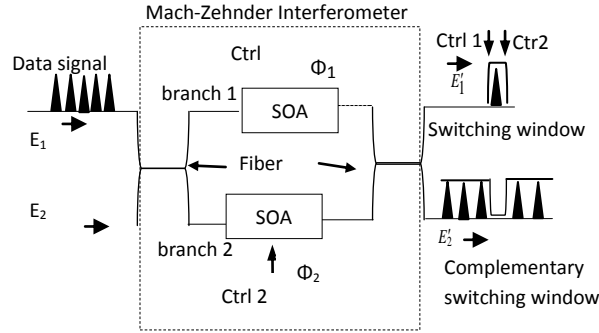 Mach-Zehnder Interferometer
Ctrl 1 Ctr2
Ctrl
Data signal
Φ1
E′1
branch 1
SOA
E1
Switching window
Fiber
E2
SOA
E′2
branch 2
Φ2
Ctrl 2
Complementary
switching window